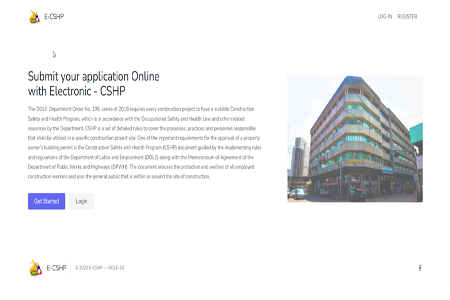 E-CSHP
LOG-IN REGISTER
Submit your application Online
with Electronic - CSHP
The DOLE Department Order No. 198, series of 2018 requires every construction project to have a suitable Construction
Safety and Health Program, which is in accordance with the Occupational Safety and Health Law and other related
issuances by the Department. CSHP is a set of detailed rules to cover the processes, practices and personnel responsible
that shall be utilized in a specific construction project site. One of the important requirements for the approval of a property
owner's building permit is the Construction Safety and Health Program (CSHP) document guided by the implementing rules
and regulations of the Department of Labor and Employment (DOLE) along with the Memorandum of Agreement of the
Department of Public Works and Highways (DPWH). The document ensures the protection and welfare of all employed
construction workers and also the general public that is within or around the site of construction.
Get Started
Login
E-CSHP
© 2022 E-CSHP — DOLE-10